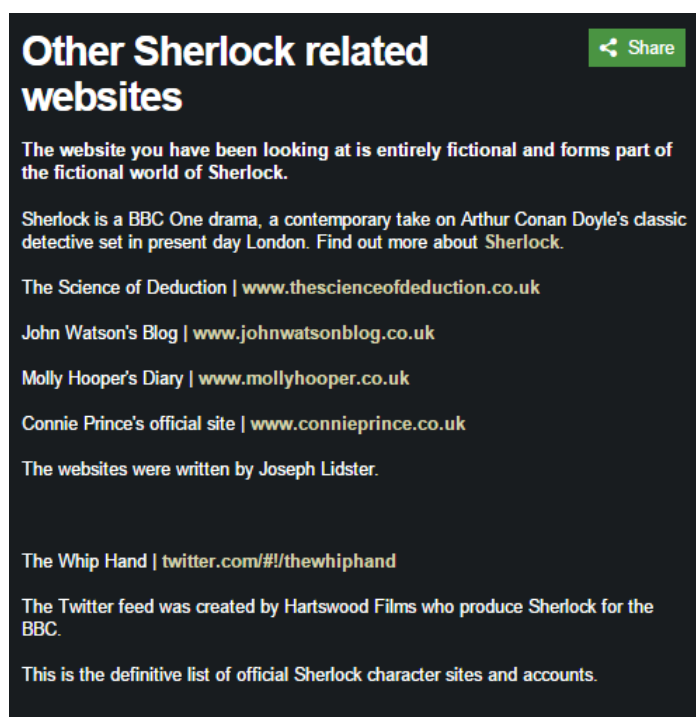 Other Sherlock related
websites
Share
The website you have been looking at is entirely fictional and forms part of
the fictional world of Sherlock.
Sherlock is a BBC One drama, a contemporary take on Arthur Conan Doyle's classic
detective set in present day London. Find out more about Sherlock.
The Science of Deduction | www.thescienceofdeduction.co.uk
John Watson's Blog | www.johnwatsonblog.co.uk
Molly Hooper's Diary | www.mollyhooper.co.uk
Connie Prince's official site | www.connieprince.co.uk
The websites were written by Joseph Lidster.
The Whip Hand | twitter.com/#!/thewhiphand
The Twitter feed was created by Hartswood Films who produce Sherlock for the
BBC.
This is the definitive list of official Sherlock character sites and accounts.